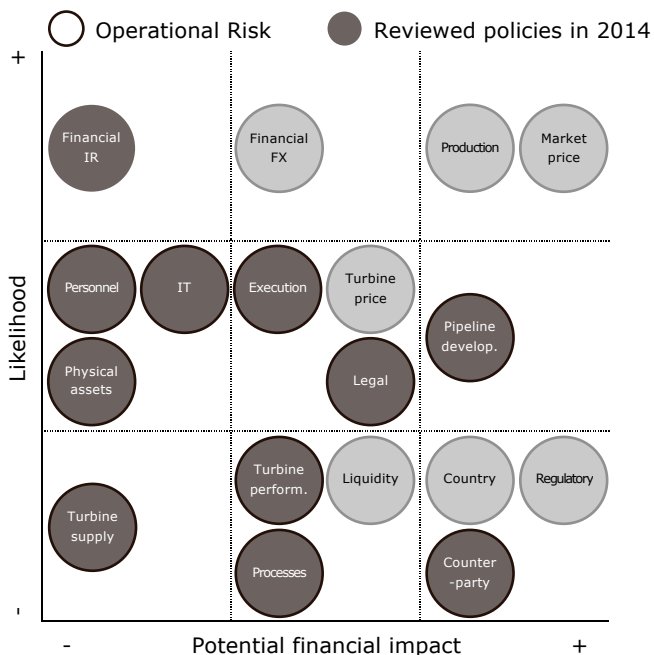 Operational Risk
Reviewed policies in 2014
+
Financial
IR
Financial
FX
Production
Market
price
Likelihood
Personnel
IT
Execution
Turbine
price
Pipeline
develop.
Physical
assets
Legal
Turbine
perform.
Liquidity
Country
Regulatory
Turbine
supply
Processes
Counter
-party
-
-
Potential financial impact
+